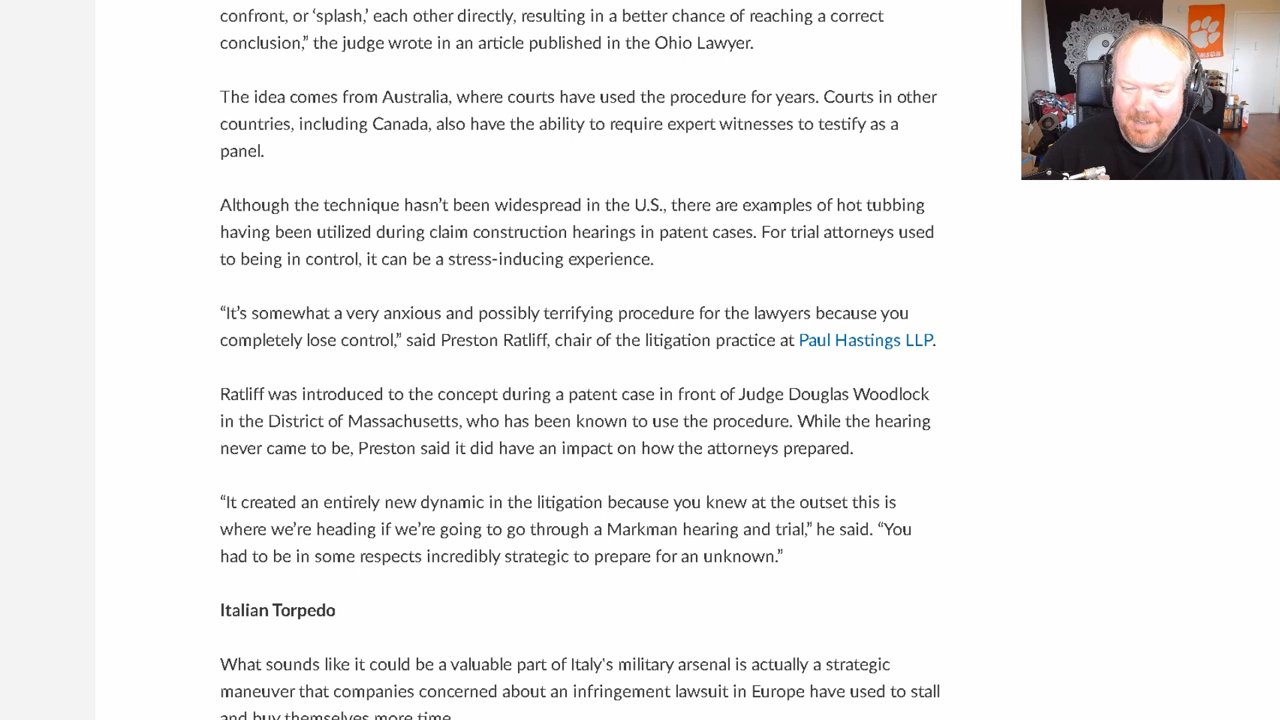 confront, or ‘splash,’ each other directly, resulting in a better chance of reaching a correct
conclusion,” the judge wrote in an article published in the Ohio Lawyer.
The idea comes from Australia, where courts have used the procedure for years. Courts in other
countries, including Canada, also have the ability to require expert witnesses to testify as a
panel.
Although the technique hasn’t been widespread in the U.S., there are examples of hot tubbing
having been utilized during claim construction hearings in patent cases. For trial attorneys used
to being in control, it can be a stress-inducing experience.
“It’s somewhat a very anxious and possibly terrifying procedure for the lawyers because you
completely lose control,” said Preston Ratliff, chair of the litigation practice at Paul Hastings LLP.
Ratliff was introduced to the concept during a patent case in front of Judge Douglas Woodlock
in the District of Massachusetts, who has been known to use the procedure. While the hearing
never came to be, Preston said it did have an impact on how the attorneys prepared.
“It created an entirely new dynamic in the litigation because you knew at the outset this is
where we’re heading if we’re going to go through a Markman hearing and trial,” he said. “You
had to be in some respects incredibly strategic to prepare for an unknown.”
Italian Torpedo
What sounds like it could be a valuable part of Italy's military arsenal is actually a strategic
maneuver that companies concerned about an infringement lawsuit in Europe have used to stall
and buy themselves more time.